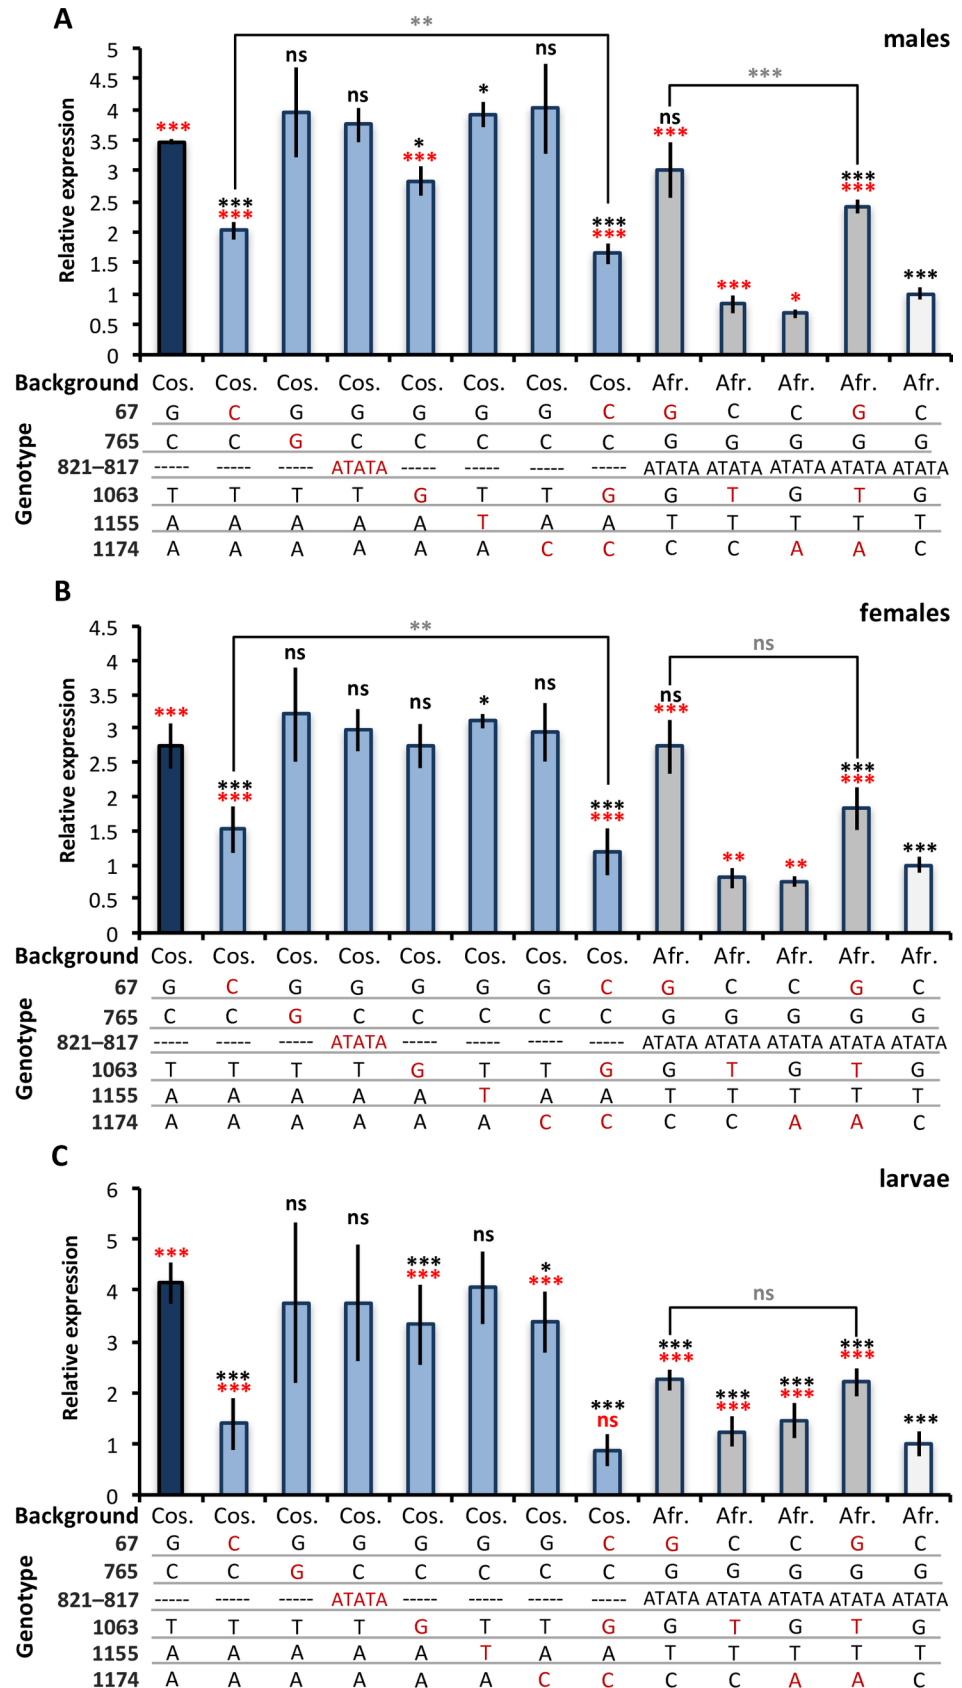 A
males
**
***
ns
ns
*
ns
ns
***
*
***
***
***
***
***
***
***
***
***
***
*
***
5
4.5
4
3.5
3
2.5
2
1.5
1
0.5
0
Relative expression
Background Cos. Cos. Cos. Cos. Cos. Cos. Cos. Cos. Afr. Afr. Afr. Afr. Afr.
Genotype
67 G C G G G G G C G C C G C
765 C C G C C C C C G G G G G
821–817 ----- ----- ----- ATATA ----- ----- ----- ----- ATATA ATATA ATATA ATATA ATATA
1063 T T T T G T T G G T G T G
1155 A A A A A T A A T T T T T
1174 A A A A A A C C C C A A C
B
females
**
ns
ns
ns
ns
*
ns
ns
***
***
***
***
***
***
***
***
***
**
**
***
4.5
4
3.5
3
2.5
2
1.5
1
0.5
0
Relative expression
Background Cos. Cos. Cos. Cos. Cos. Cos. Cos. Cos. Afr. Afr. Afr. Afr. Afr.
Genotype
67 G C G G G G G C G C C G C
765 C C G C C C C C G G G G G
821–817 ----- ----- ----- ATATA ----- ----- ----- ----- ATATA ATATA ATATA ATATA ATATA
1063 T T T T G T T G G T G T G
1155 A A A A A T A A T T T T T
1174 A A A A A A C C C C A A C
C
larvae
ns
ns
ns
ns
***
***
***
*
***
***
***
***
***
***
***
***
***
***
***
***
ns
***
6
5
4
3
2
1
0
Relative expression
Background Cos. Cos. Cos. Cos. Cos. Cos. Cos. Cos. Afr. Afr. Afr. Afr. Afr.
Genotype
67 G C G G G G G C G C C G C
765 C C G C C C C C G G G G G
821–817 ----- ----- ----- ATATA ----- ----- ----- ----- ATATA ATATA ATATA ATATA ATATA
1063 T T T T G T T G G T G T G
1155 A A A A A T A A T T T T T
1174 A A A A A A C C C C A A C